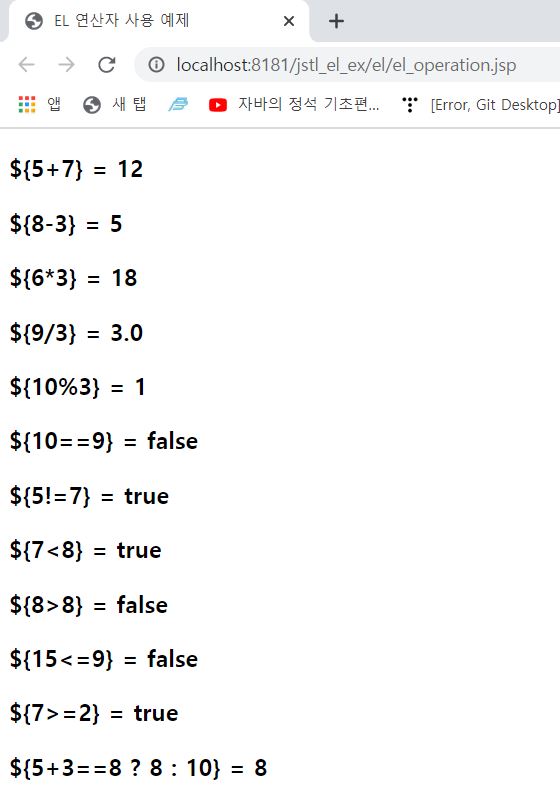 EL 연산자 사용 예제
localhost:8181/jstl_el_ex/el/el_operation.jsp
앱 새 탭 자바의 정석 기초편... [Error, Git Desktop]
${5+7} = 12
${8-3} = 5
${6*3} = 18
${9/3} = 3.0
${10%3} = 1
${10==9} = false
${5!=7} = true
${7<8} = true
${8>8} = false
${15<=9} = false
${7>=2} = true
${5+3==8 ? 8 : 10} = 8